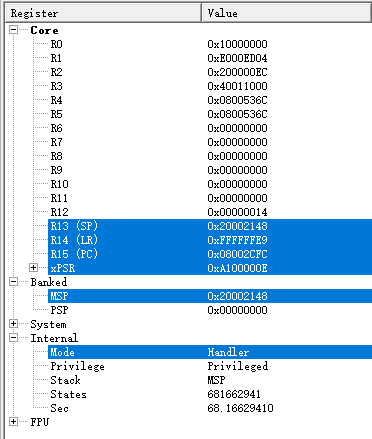 Register Value
Core
R0 0x10000000
R1 0xE000ED04
R2 0x200000EC
R3 0x40011000
R4 0x0800536C
R5 0x0800536C
R6 0x00000000
R7 0x00000000
R8 0x00000000
R9 0x00000000
R10 0x00000000
R11 0x00000000
R12 0x00000014
R13 (SP) 0x20002148
R14 (LR) 0xFFFFFFE9
R15 (PC) 0x08002CFC
xPSR 0xA100000E
Banked
MSP 0x20002148
PSP 0x00000000
System
Internal
Mode Handler
Privilege Privileged
Stack MSP
States 681662941
Sec 68.16629410
FPU